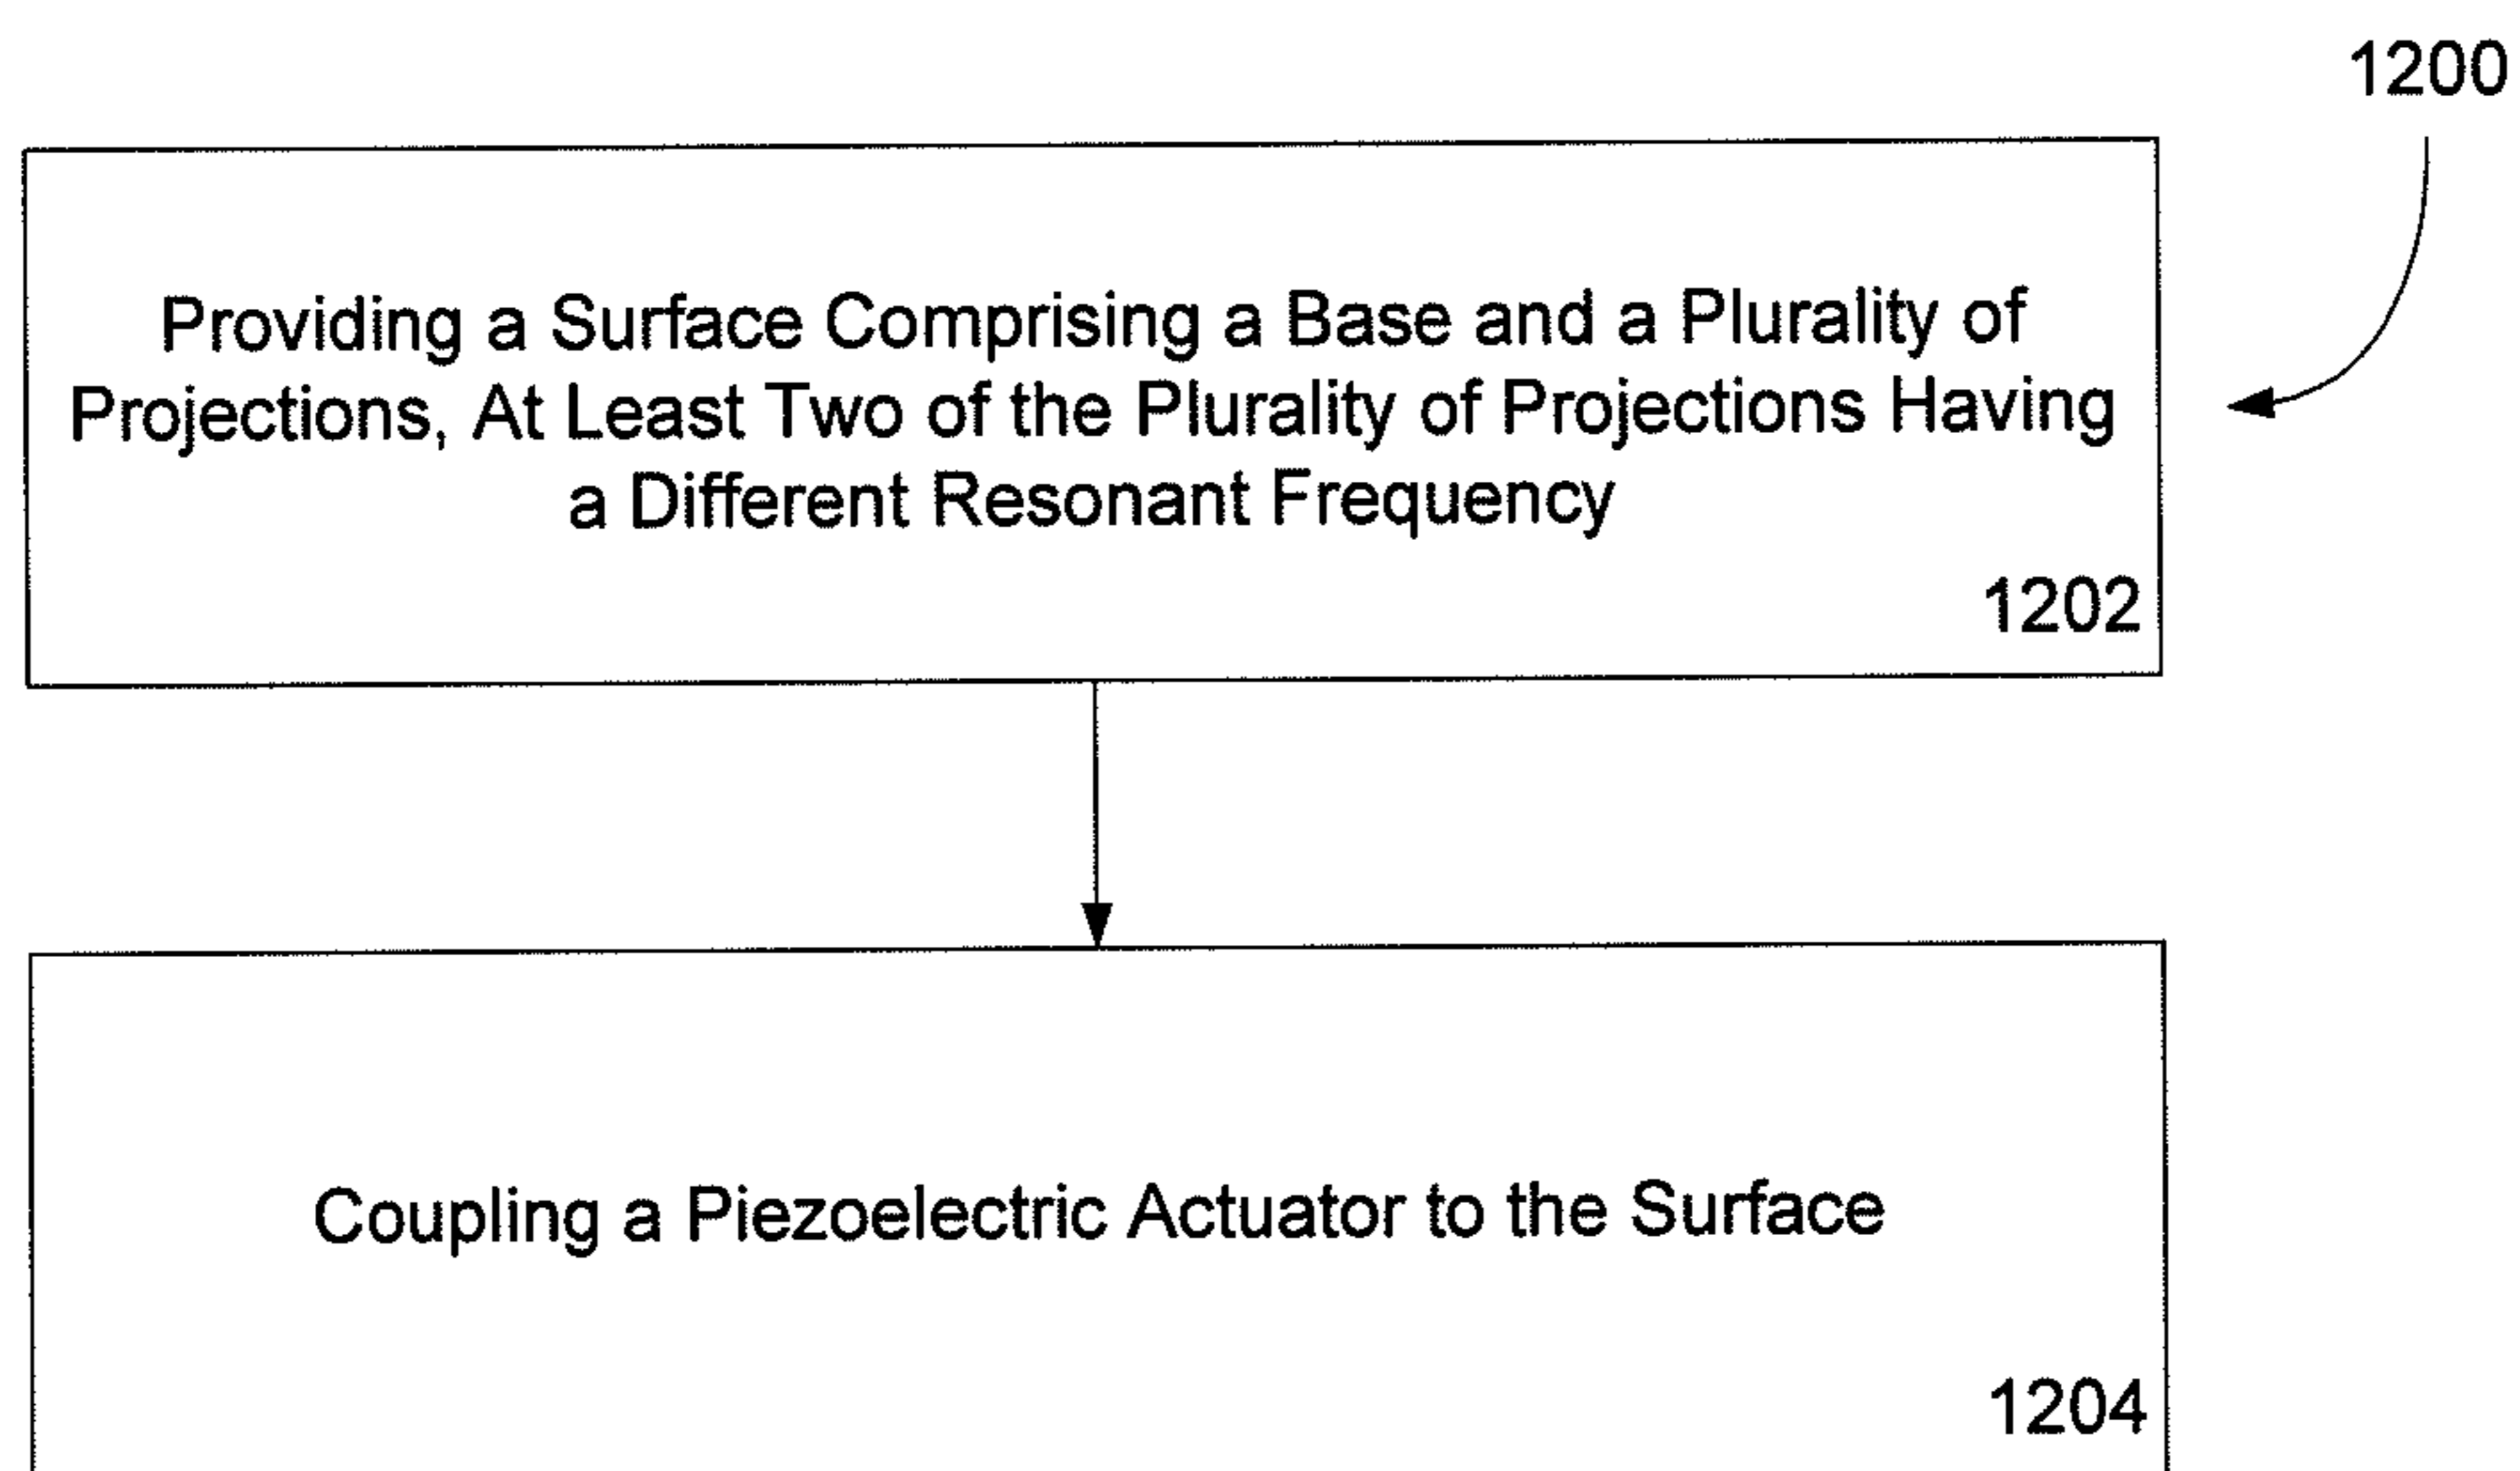 1200
Providing a Surface Comprising a Base and a Plurality of
Projections, At Least Two of the Plurality of Projections Having
a Different Resonant Frequency
1202
Coupling a Piezoelectric Actuator to the Surface
1204